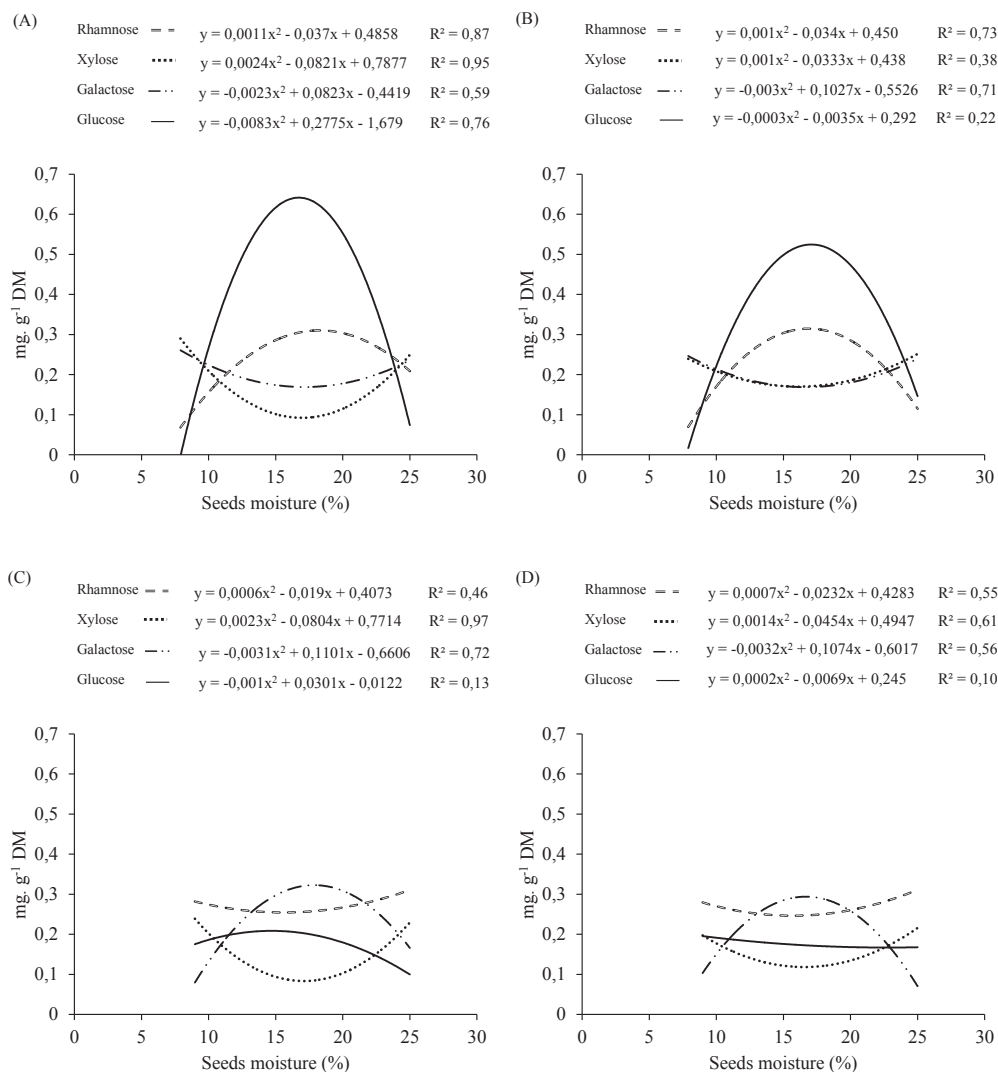 (A)
Rhamnose y = 0,0011x² - 0,037x + 0,4858 R² = 0,87
Xylose y = 0,0024x² - 0,0821x + 0,7877 R² = 0,95
Galactose y = -0,0023x² + 0,0823x - 0,4419 R² = 0,59
Glucose y = -0,0083x² + 0,2775x - 1,679 R² = 0,76
0,7
0,6
0,5
0,4
0,3
0,2
0,1
0
mg. g⁻¹ DM
0 5 10 15 20 25 30
Seeds moisture (%)
(B)
Rhamnose y = 0,001x² - 0,034x + 0,450 R² = 0,73
Xylose y = 0,001x² - 0,0333x + 0,438 R² = 0,38
Galactose y = -0,003x² + 0,1027x - 0,5526 R² = 0,71
Glucose y = -0,0003x² - 0,0035x + 0,292 R² = 0,22
0,7
0,6
0,5
0,4
0,3
0,2
0,1
0
mg. g⁻¹ DM
0 5 10 15 20 25 30
Seeds moisture (%)
(C)
Rhamnose y = 0,0006x² - 0,019x + 0,4073 R² = 0,46
Xylose y = 0,0023x² - 0,0804x + 0,7714 R² = 0,97
Galactose y = -0,0031x² + 0,1101x - 0,6606 R² = 0,72
Glucose y = -0,001x² + 0,0301x - 0,0122 R² = 0,13
0,7
0,6
0,5
0,4
0,3
0,2
0,1
0
mg. g⁻¹ DM
0 5 10 15 20 25 30
Seeds moisture (%)
(D)
Rhamnose y = 0,0007x² - 0,0232x + 0,4283 R² = 0,55
Xylose y = 0,0014x² - 0,0454x + 0,4947 R² = 0,61
Galactose y = -0,0032x² + 0,1074x - 0,6017 R² = 0,56
Glucose y = 0,0002x² - 0,0069x + 0,245 R² = 0,10
0,7
0,6
0,5
0,4
0,3
0,2
0,1
0
mg. g⁻¹ DM
0 5 10 15 20 25 30
Seeds moisture (%)